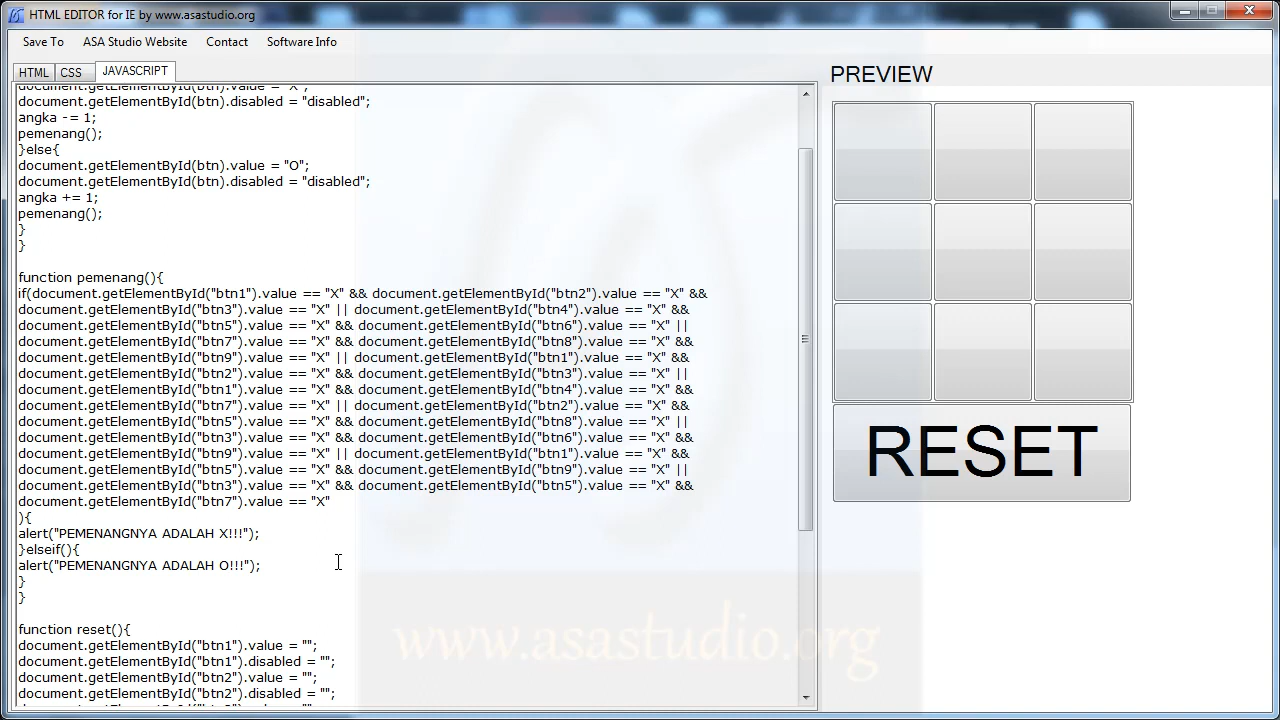 HTML EDITOR for IE by www.asastudio.org
Save To ASA Studio Website Contact Software Info
HTML CSS JAVASCRIPT
document.getElementById(btn).value = "X";
document.getElementById(btn).disabled = "disabled";
angka -= 1;
pemenang();
}else{
document.getElementById(btn).value = "O";
document.getElementById(btn).disabled = "disabled";
angka += 1;
pemenang();
}
}
function pemenang(){
if(document.getElementById("btn1").value == "X" && document.getElementById("btn2").value == "X" &&
document.getElementById("btn3").value == "X" || document.getElementById("btn4").value == "X" &&
document.getElementById("btn5").value == "X" && document.getElementById("btn6").value == "X" ||
document.getElementById("btn7").value == "X" && document.getElementById("btn8").value == "X" &&
document.getElementById("btn9").value == "X" || document.getElementById("btn1").value == "X" &&
document.getElementById("btn2").value == "X" && document.getElementById("btn3").value == "X" ||
document.getElementById("btn1").value == "X" && document.getElementById("btn4").value == "X" &&
document.getElementById("btn7").value == "X" || document.getElementById("btn2").value == "X" &&
document.getElementById("btn5").value == "X" && document.getElementById("btn8").value == "X" ||
document.getElementById("btn3").value == "X" && document.getElementById("btn6").value == "X" &&
document.getElementById("btn9").value == "X" || document.getElementById("btn1").value == "X" &&
document.getElementById("btn5").value == "X" && document.getElementById("btn9").value == "X" ||
document.getElementById("btn3").value == "X" && document.getElementById("btn5").value == "X" &&
document.getElementById("btn7").value == "X"
){
alert("PEMENANGNYA ADALAH X!!!");
}elseif(){
alert("PEMENANGNYA ADALAH O!!!");
}
}
function reset(){
document.getElementById("btn1").value = "";
document.getElementById("btn1").disabled = "";
document.getElementById("btn2").value = "";
document.getElementById("btn2").disabled = "";
PREVIEW
RESET
www.asastudio.org